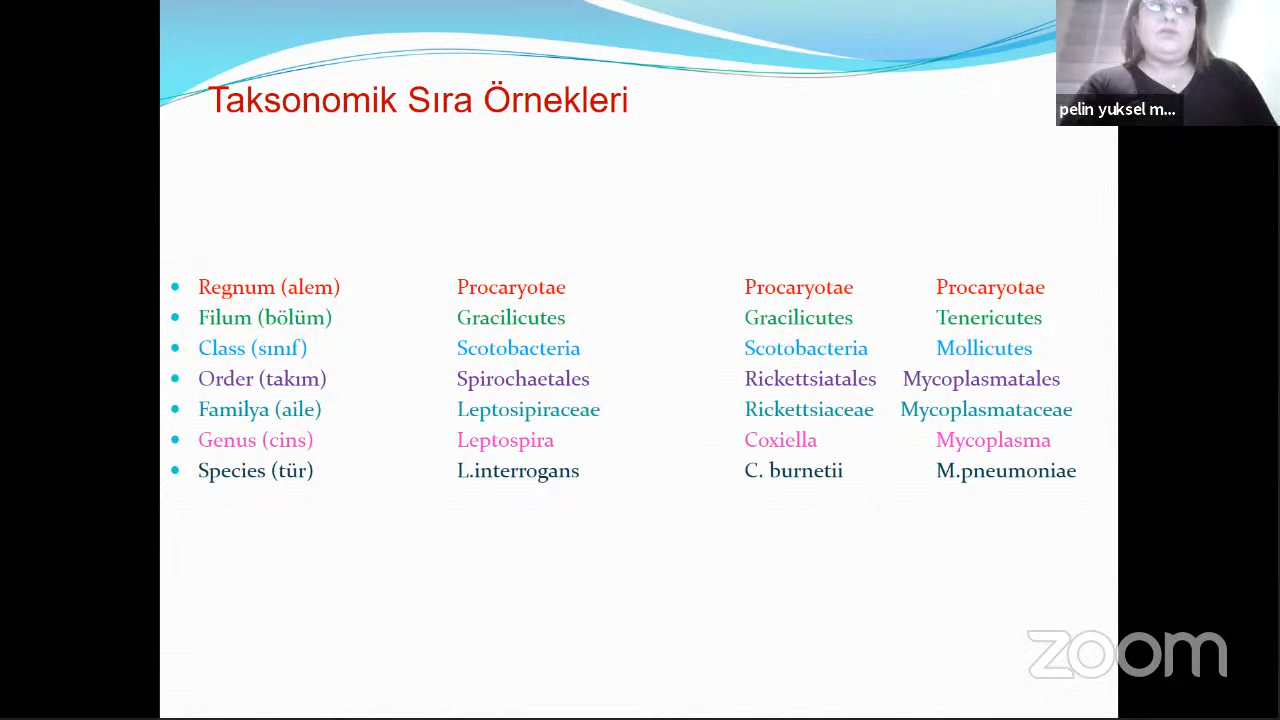 Taksonomik Sıra Örnekleri
pelin yuksel m...
• Regnum (alem) Procaryotae Procaryotae Procaryotae
• Filum (bölüm) Gracilicutes Gracilicutes Tenericutes
• Class (sınıf) Scotobacteria Scotobacteria Mollicutes
• Order (takım) Spirochaetales Rickettsiatales Mycoplasmatales
• Familya (aile) Leptosipiraceae Rickettsiaceae Mycoplasmataceae
• Genus (cins) Leptospira Coxiella Mycoplasma
• Species (tür) L.interrogans C. burnetii M.pneumoniae
zoom